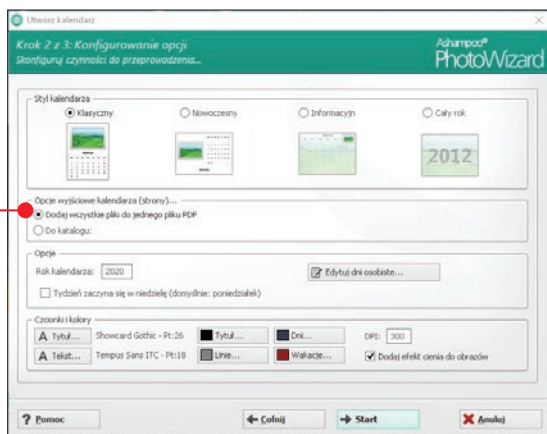 Utwórz kalendarz
Krok 2 z 3: Konfigurowanie opcji
Skonfiguruj czynności do przeprowadzenia...
Ashampoo®
PhotoWizard
Styl kalendarza
Klasyczny
Nowoczesny
Informacyjn
Cały rok
2012
Opcje wyjściowe kalendarza (strony)...
Dodaj wszystkie pliki do jednego pliku PDF
Do katalogu:
Opcje
Rok kalendarza: 2020
Edytuj dni osobiste...
Tydzień zaczyna się w niedzielę (domyślnie: poniedziałek)
Czcionki i kolory
A Tytuł... Showcard Gothic - Pt:26 Tytuł... Dni... DPI: 300
A Tekst... Tempus Sans ITC - Pt:18 Linie... Wakacje... Dodaj efekt cienia do obrazów
? Pomoc
Cofnij
Start
Anuluj